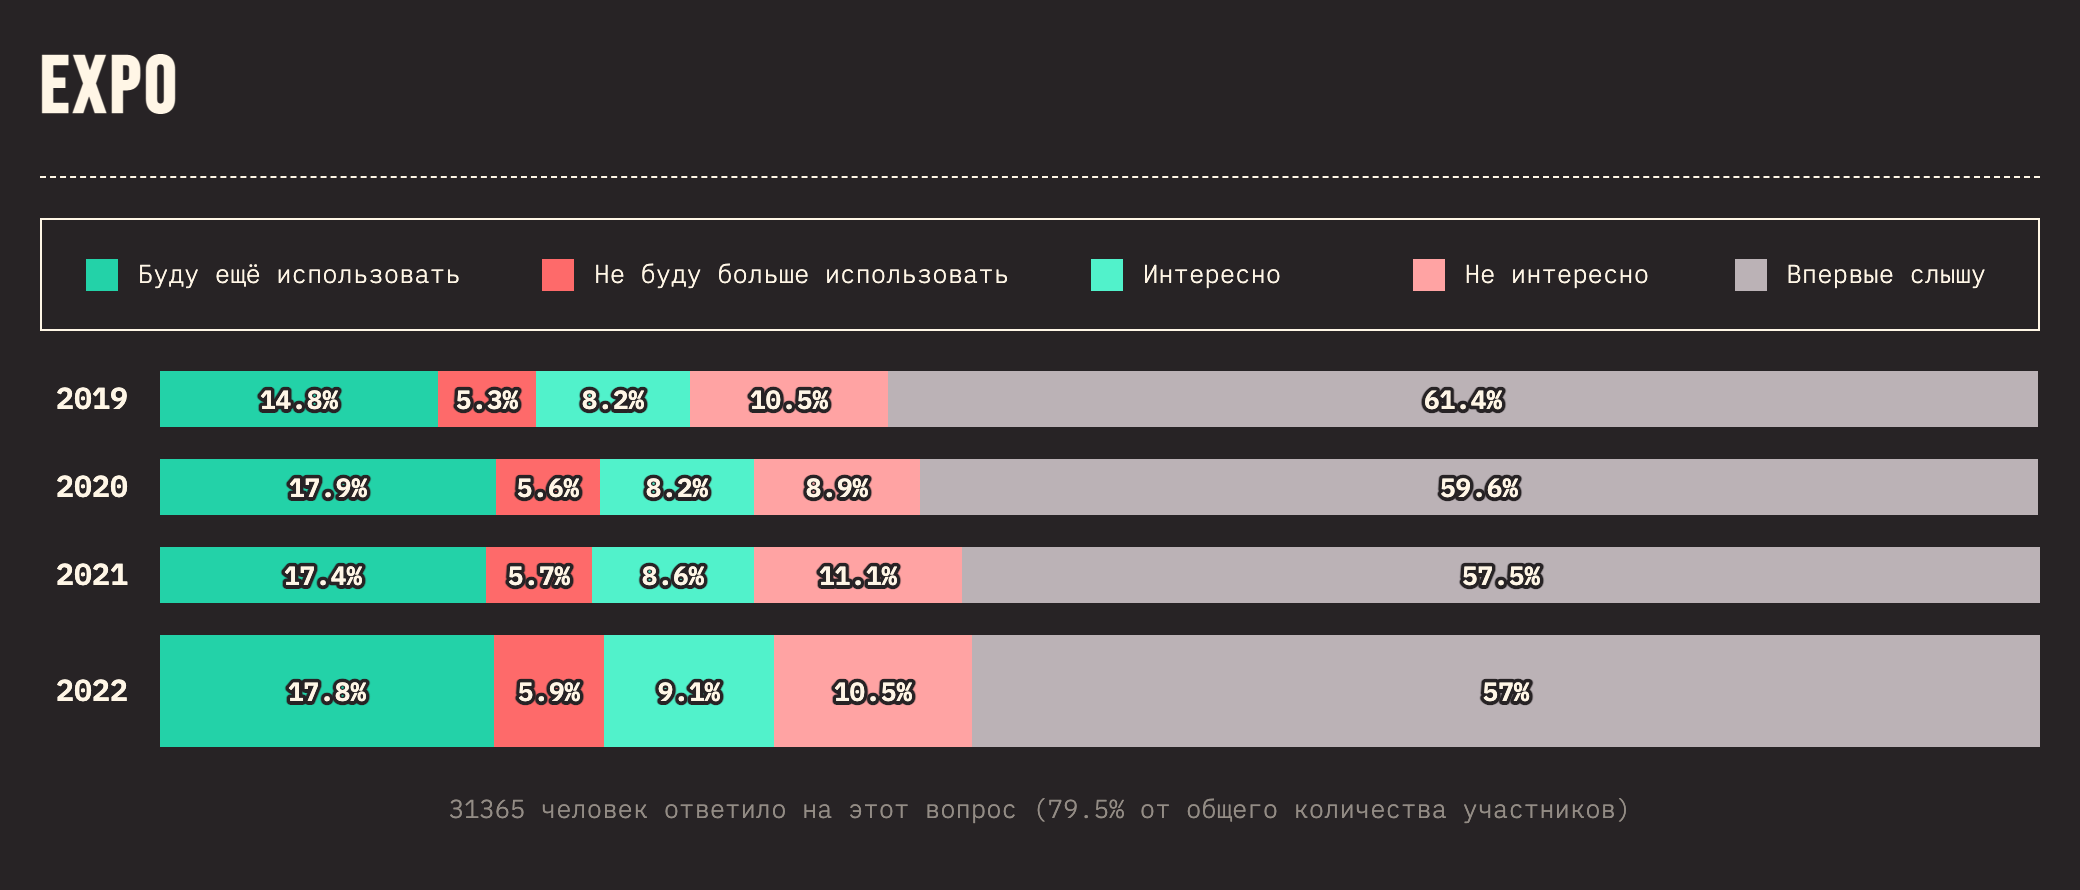 EXPO
Буду ещё использовать Не буду больше использовать Интересно Не интересно Впервые слышу
2019 14.8% 5.3% 8.2% 10.5% 61.4%
2020 17.9% 5.6% 8.2% 8.9% 59.6%
2021 17.4% 5.7% 8.6% 11.1% 57.5%
2022 17.8% 5.9% 9.1% 10.5% 57%
31365 человек ответило на этот вопрос (79.5% от общего количества участников)